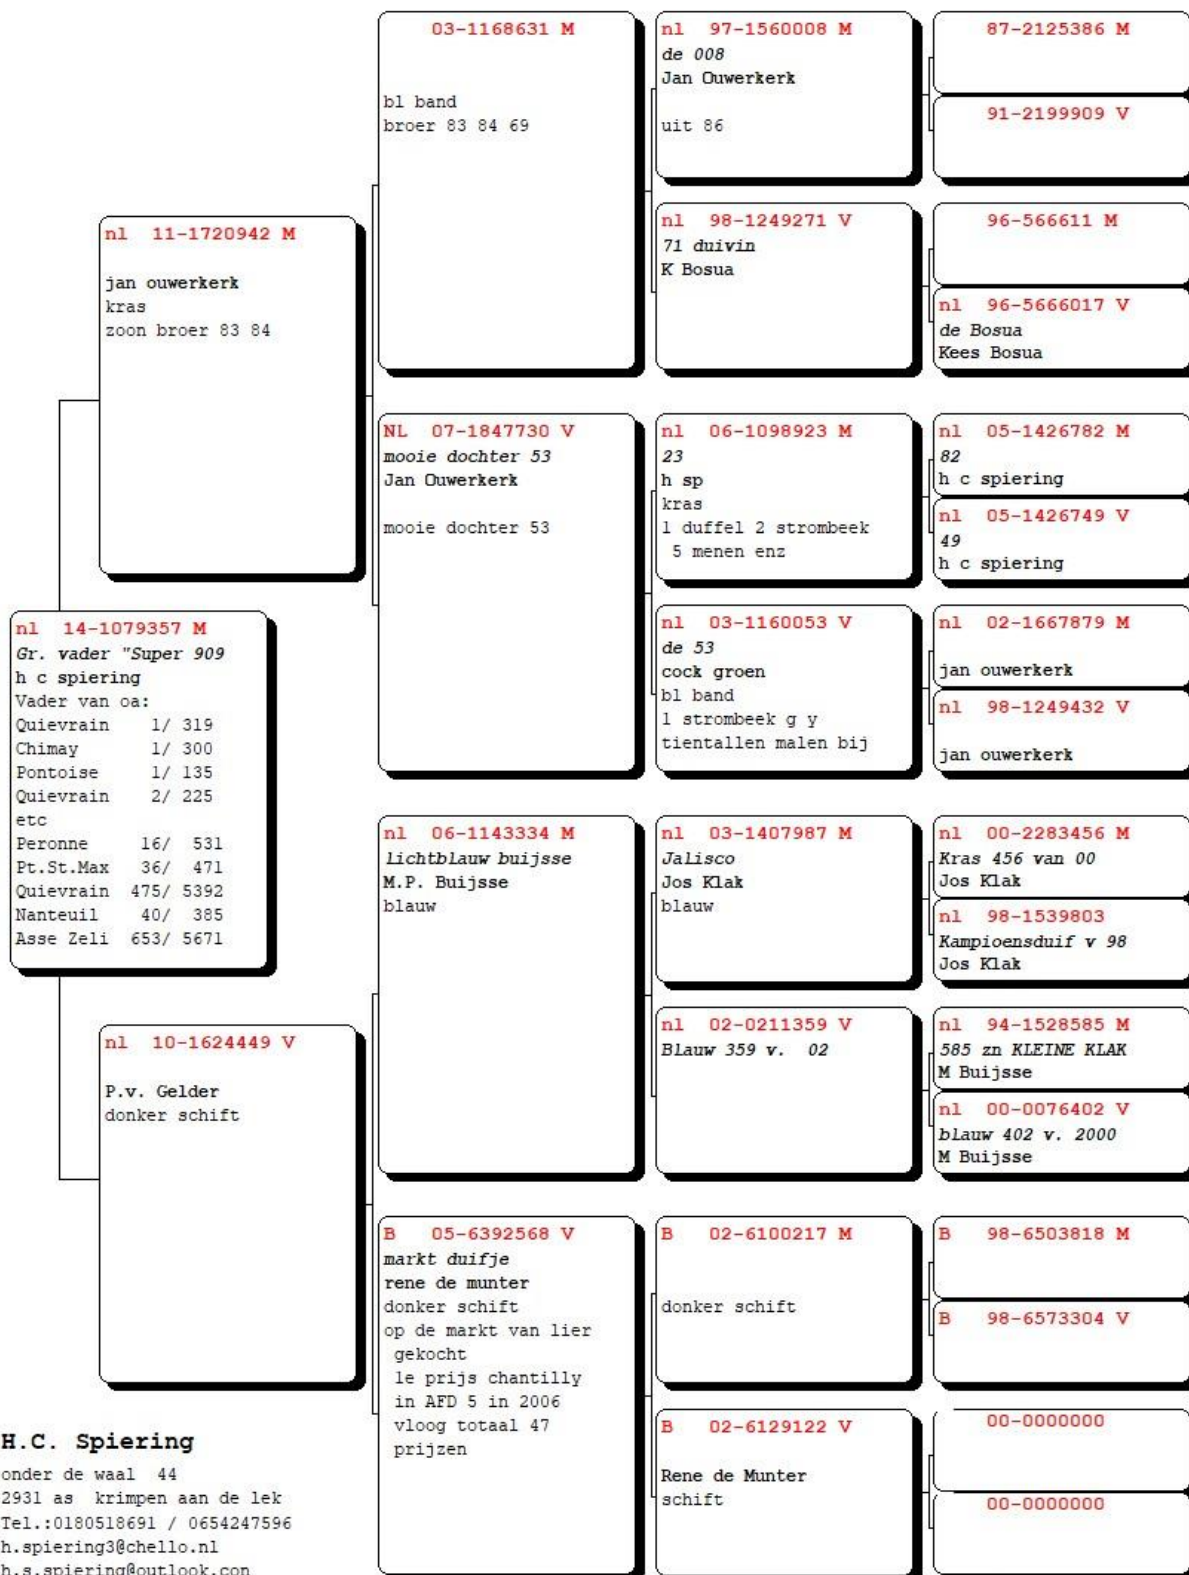 nl 14-1079357 M
Gr. vader "Super 909
h c spiering
Vader van oa:
Quievrain 1/ 319
Chimay 1/ 300
Pontoise 1/ 135
Quievrain 2/ 225
etc
Peronne 16/ 531
Pt.St.Max 36/ 471
Quievrain 475/ 5392
Nanteuil 40/ 385
Asse Zeli 653/ 5671
nl 11-1720942 M
jan ouwerkerk
kras
zoon broer 83 84
nl 10-1624449 V
P.v. Gelder
donker schift
03-1168631 M
bl band
broer 83 84 69
NL 07-1847730 V
mooie dochter 53
Jan Ouwerkerk
mooie dochter 53
nl 06-1143334 M
lichtblauw buijsse
M.P. Buijsse
blauw
B 05-6392568 V
markt duifje
rene de munter
donker schift
op de markt van lier
gekocht
1e prijs chantilly
in AFD 5 in 2006
vloog totaal 47
prijzen
nl 97-1560008 M
de 008
Jan Ouwerkerk
uit 86
nl 98-1249271 V
71 duivin
K Bosua
nl 06-1098923 M
23
h sp
kras
1 duffel 2 strombeek
5 menen enz
nl 03-1160053 V
de 53
cock groen
bl band
1 strombeek g y
tientallen malen bij
nl 03-1407987 M
Jalisco
Jos Klak
blauw
nl 02-0211359 V
Blauw 359 v. 02
B 02-6100217 M
donker schift
B 02-6129122 V
Rene de Munter
schift
87-2125386 M
91-2199909 V
96-566611 M
nl 96-5666017 V
de Bosua
Kees Bosua
nl 05-1426782 M
82
h c spiering
nl 05-1426749 V
49
h c spiering
nl 02-1667879 M
jan ouwerkerk
nl 98-1249432 V
jan ouwerkerk
nl 00-2283456 M
Kras 456 van 00
Jos Klak
nl 98-1539803
Kampioensduif v 98
Jos Klak
nl 94-1528585 M
585 zn KLEINE KLAK
M Buijsse
nl 00-0076402 V
blauw 402 v. 2000
M Buijsse
B 98-6503818 M
B 98-6573304 V
00-0000000
00-0000000
H.C. Spiering
onder de waal 44
2931 as krimpen aan de lek
Tel.:0180518691 / 0654247596
h.spiering3@chello.nl
h.s.spiering@outlook.con